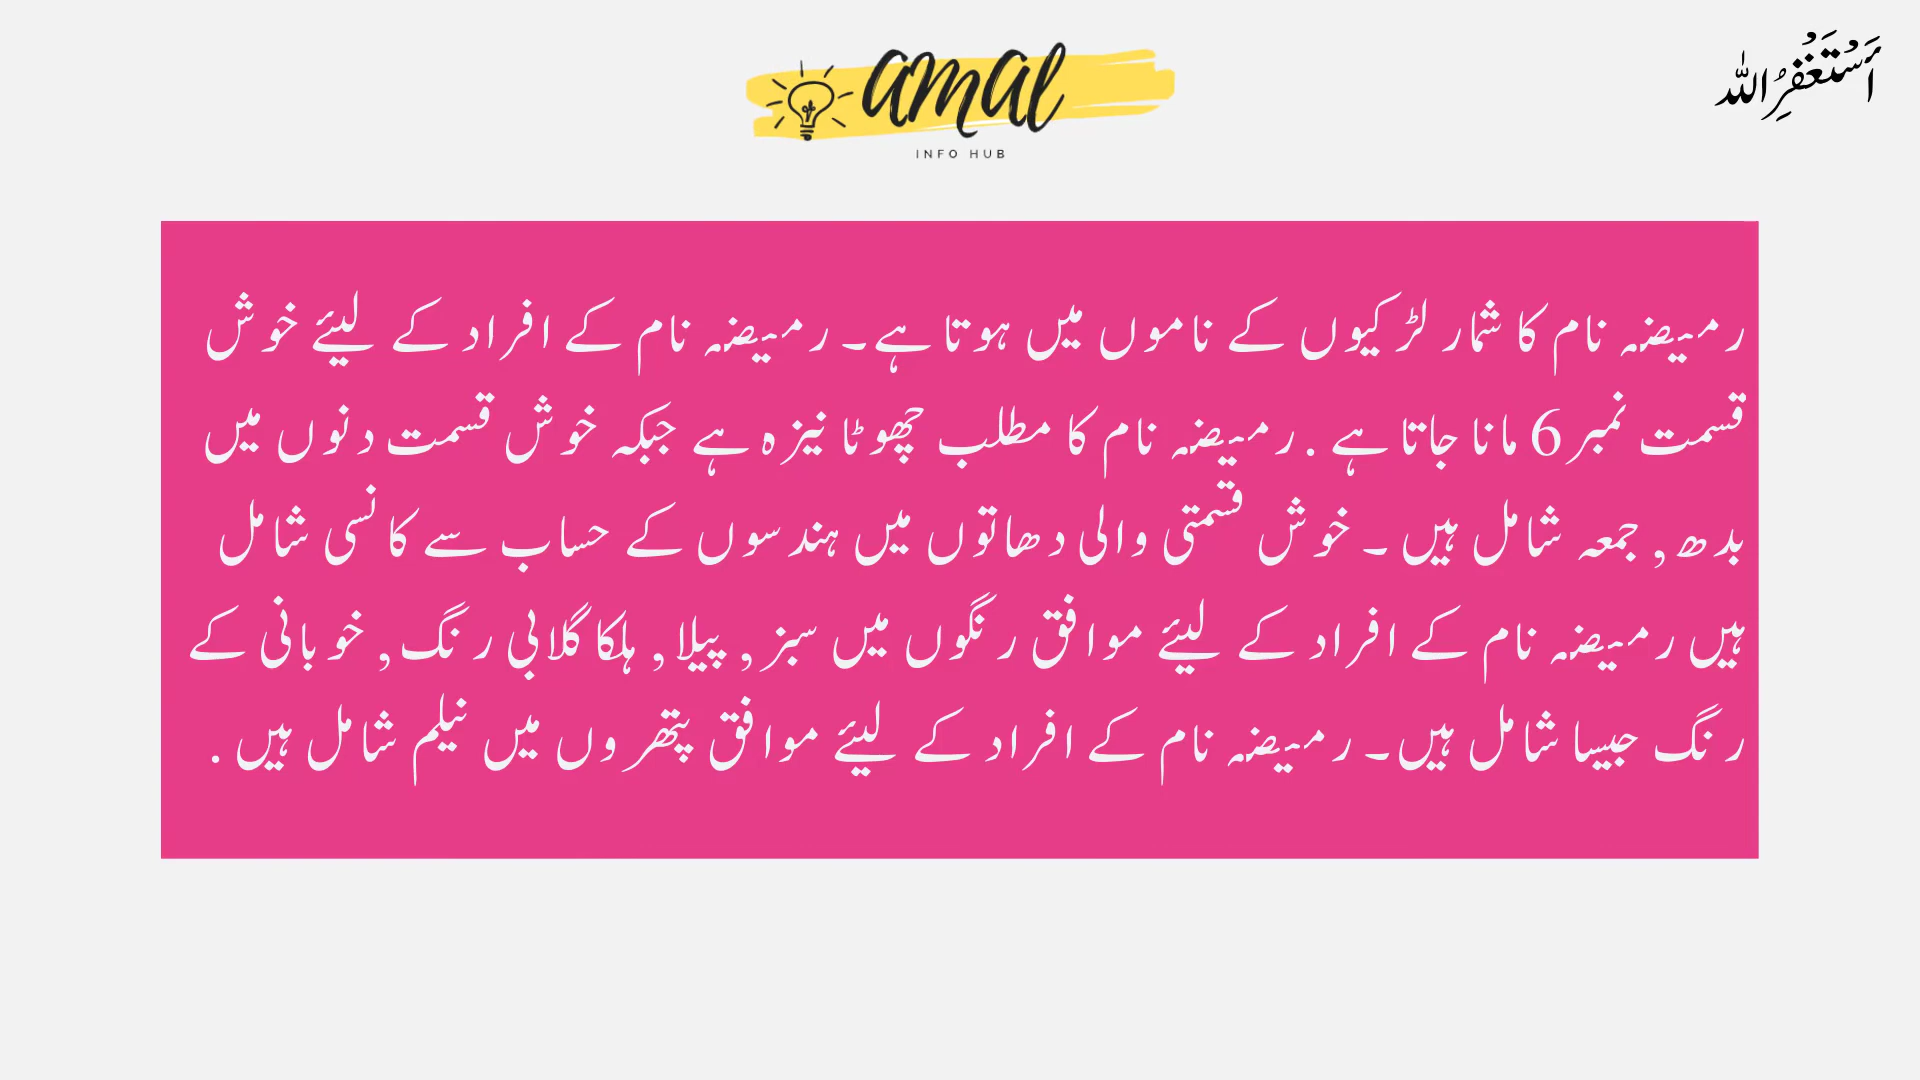 amal
INFO HUB
أَسْتَغْفِرُ اللّٰه
رمیضہ نام کا شمار لڑکیوں کے ناموں میں ہوتا ہے۔ رمیضہ نام کے افراد کے لیئے خوش
قسمت نمبر 6 مانا جاتا ہے .رمیضہ نام کا مطلب چھوٹا نیزہ ہے جبکہ خوش قسمت دنوں میں
بدھ, جمعہ شامل ہیں ۔ خوش قسمتی والی دھاتوں میں ہندسوں کے حساب سے کانسی شامل
ہیں رمیضہ نام کے افراد کے لیئے موافق رنگوں میں سبز, پیلا, ہلکا گلابی رنگ, خوبانی کے
رنگ جیسا شامل ہیں۔ رمیضہ نام کے افراد کے لیئے موافق پتھروں میں نیلم شامل ہیں .